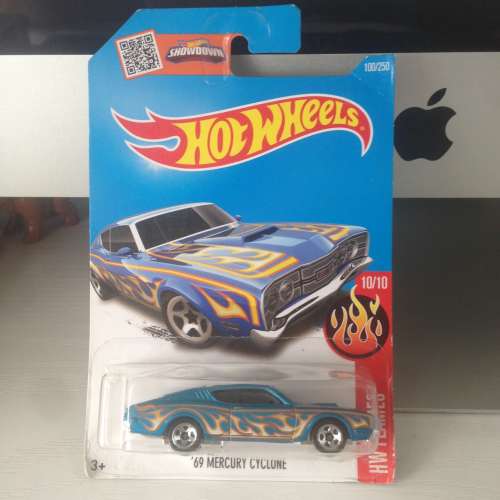 SHOWDOWN
100/250
HOT WHEELS
10/10
HW FLAMES
'69 MERCURY CYCLONE
3+